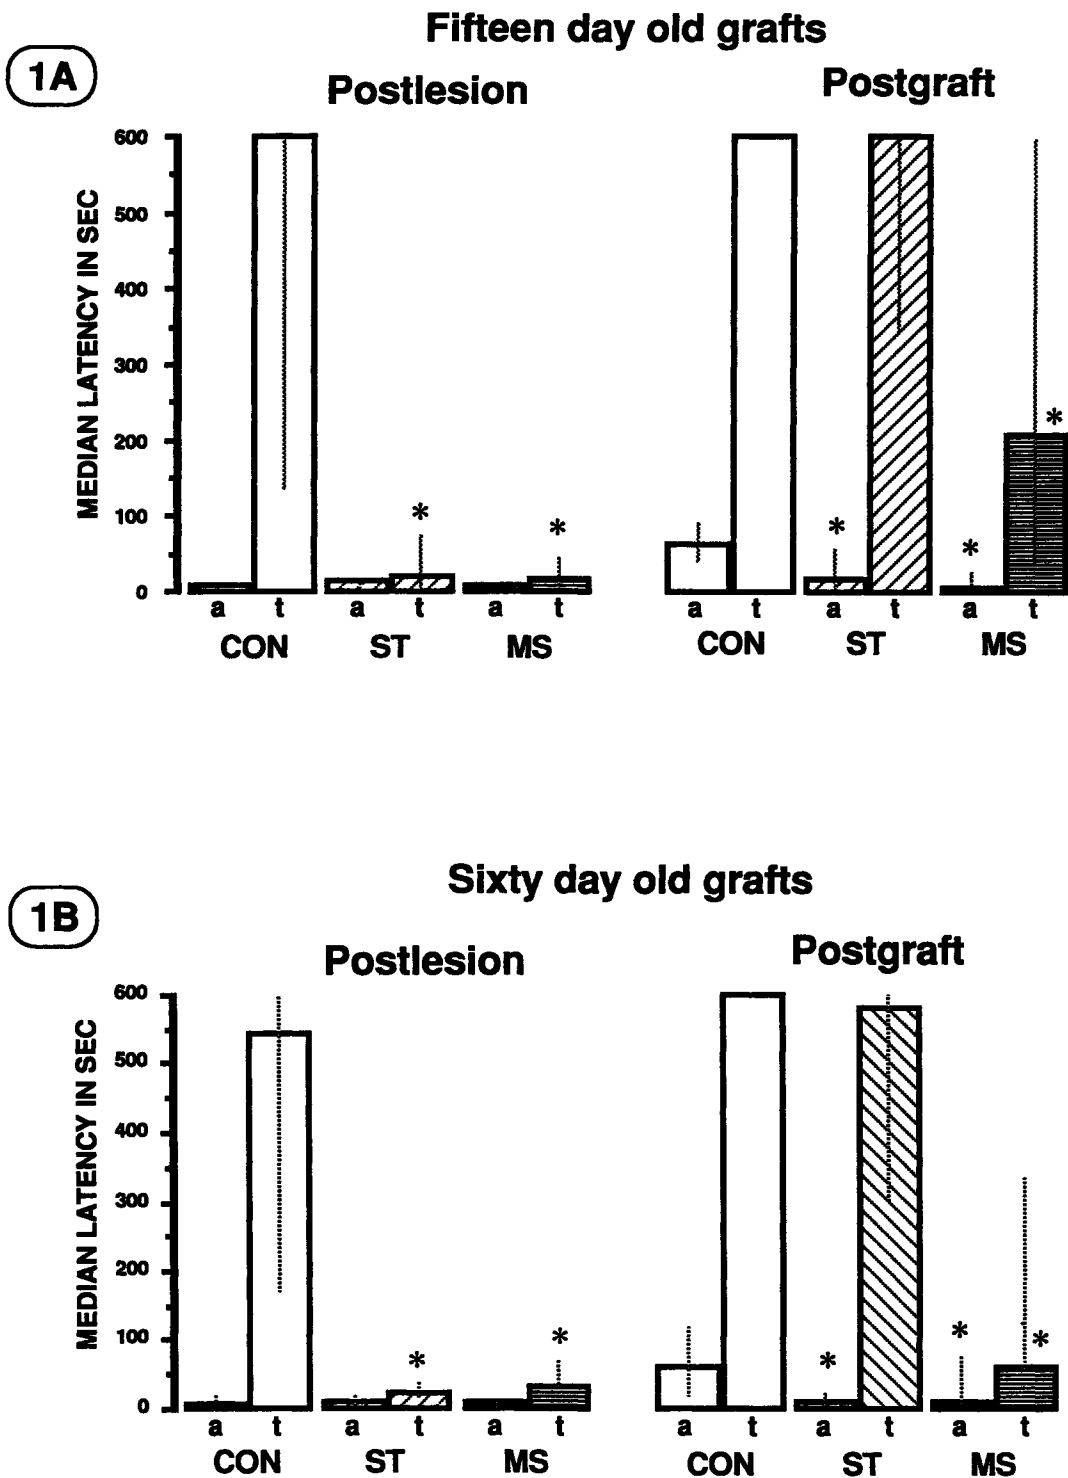 Fifteen day old grafts
1A
Postlesion
Postgraft
MEDIAN LATENCY IN SEC
600
500
400
300
200
100
0
* * * * *
a t a t a t a t a t a t
CON ST MS CON ST MS
Sixty day old grafts
1B
Postlesion
Postgraft
MEDIAN LATENCY IN SEC
600
500
400
300
200
100
0
* * * * *
a t a t a t a t a t a t
CON ST MS CON ST MS